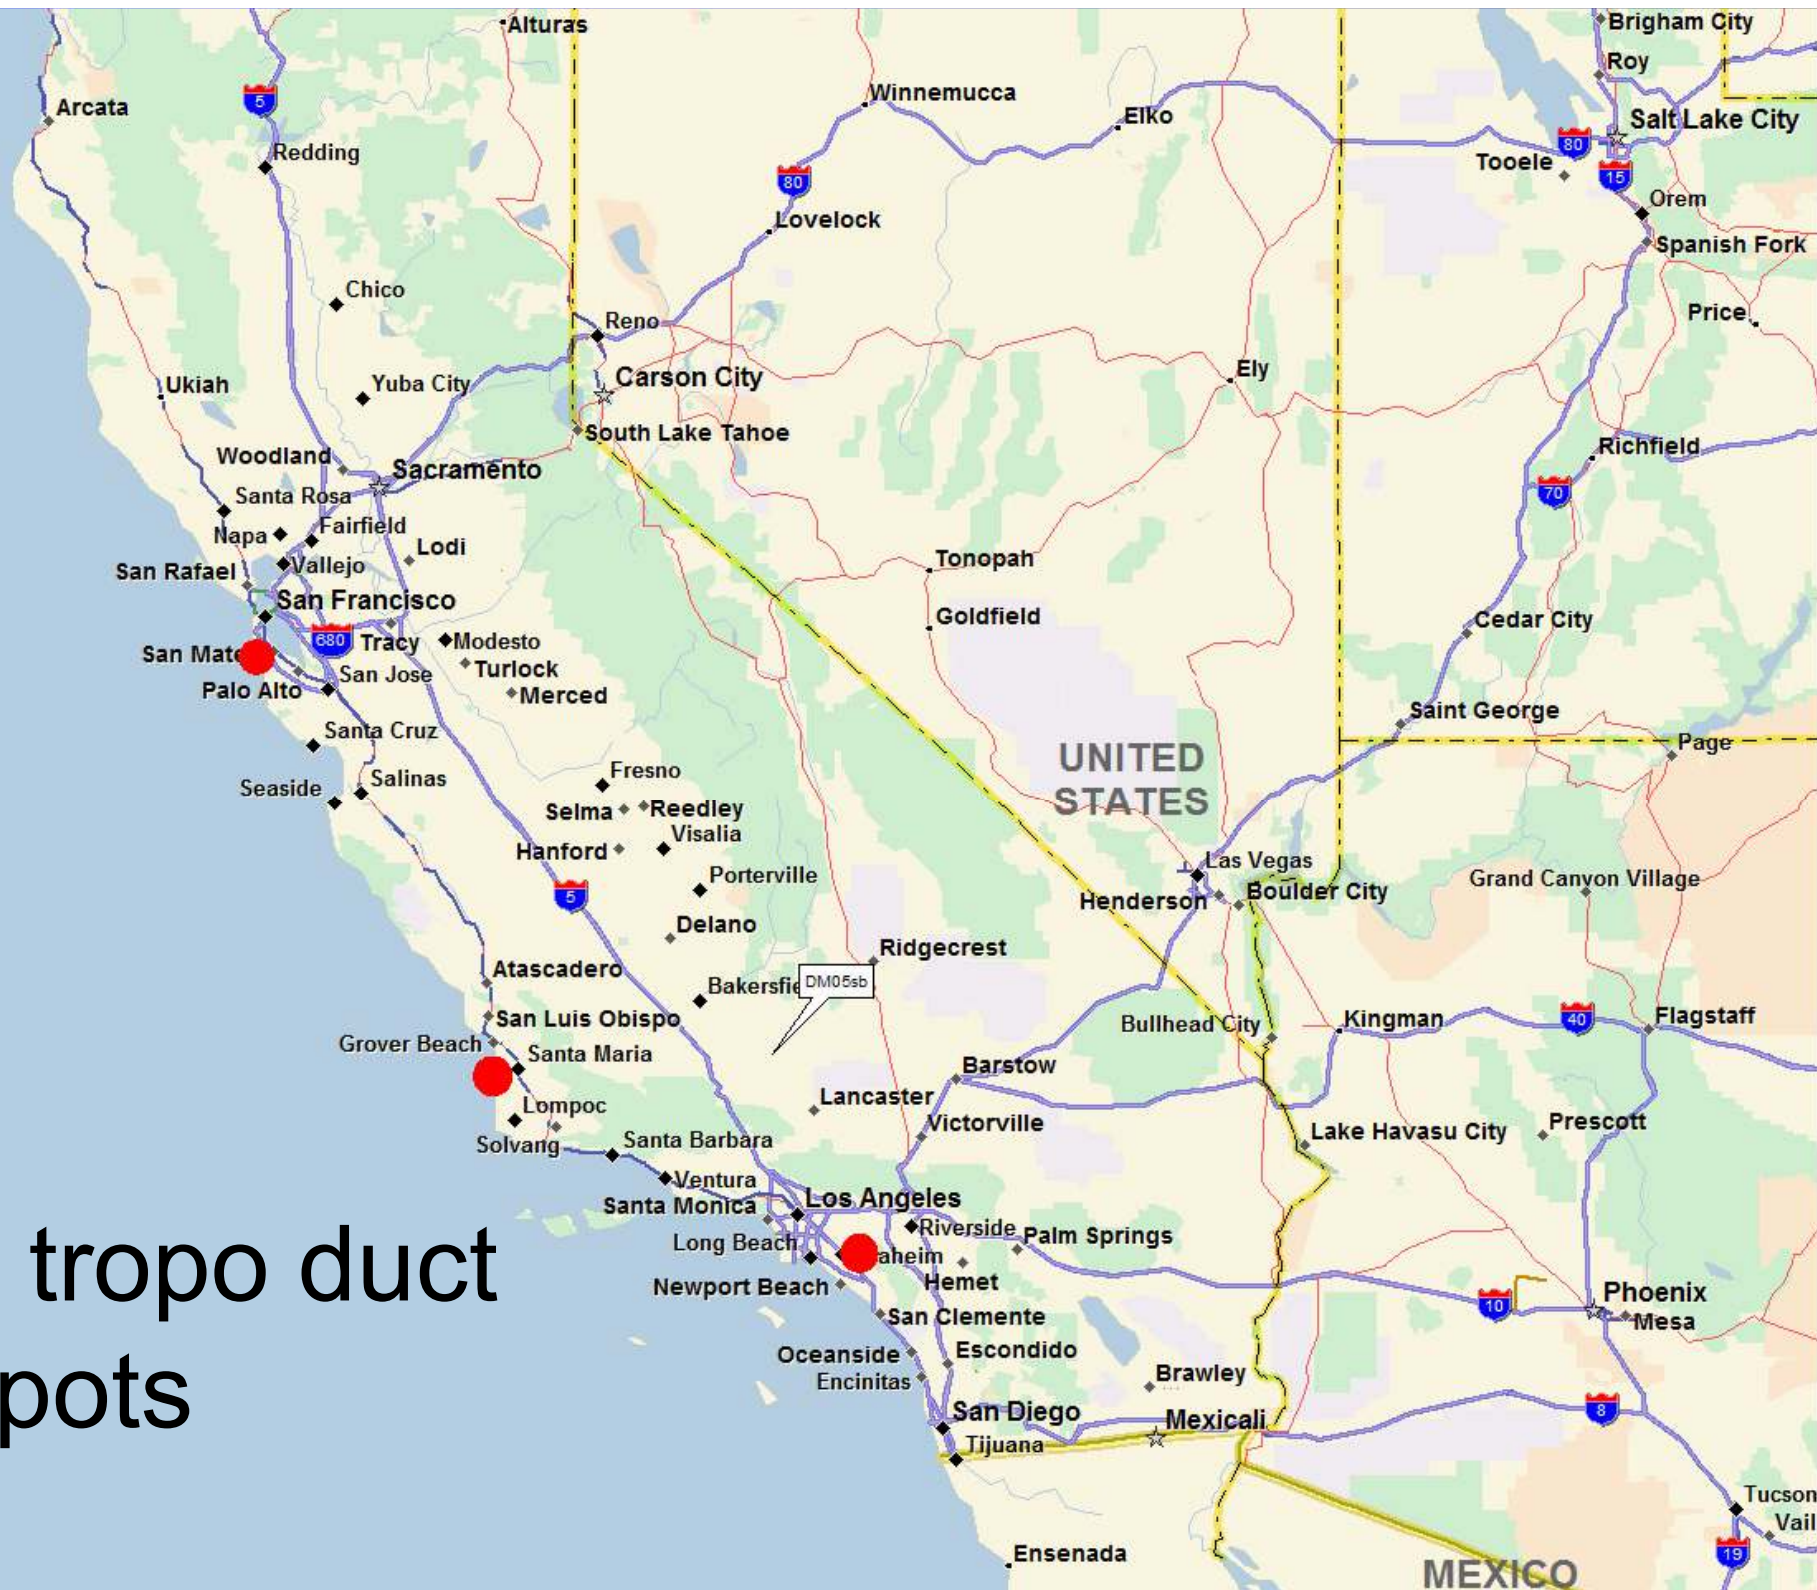 Alturas
Brigham City
Roy
Arcata
5
Winnemucca
Elko
Salt Lake City
80
Tooele
15
Redding
80
Orem
Lovelock
Spanish Fork
Chico
Price
Reno
Ukiah
Yuba City
Carson City
Ely
South Lake Tahoe
Richfield
Woodland
Sacramento
70
Santa Rosa
Napa
Fairfield
Lodi
Tonopah
San Rafael
Vallejo
San Francisco
Goldfield
Cedar City
680
Tracy
Modesto
San Mate
Turlock
San Jose
Palo Alto
Merced
Saint George
Santa Cruz
Page
UNITED
STATES
Fresno
Salinas
Seaside
Selma
Reedley
Visalia
Hanford
Las Vegas
Porterville
Grand Canyon Village
5
Henderson
Boulder City
Delano
Ridgecrest
Atascadero
Bakersfie
DM05sb
San Luis Obispo
Bullhead City
Kingman
40
Flagstaff
Grover Beach
Santa Maria
Barstow
Lancaster
Lompoc
Victorville
Prescott
Lake Havasu City
Solvang
Santa Barbara
Ventura
Santa Monica
Los Angeles
Riverside
Palm Springs
Long Beach
aheim
Hemet
Newport Beach
tropo duct
10
Phoenix
Mesa
San Clemente
Oceanside
Escondido
Encinitas
Brawley
pots
San Diego
Mexicali
8
Tijuana
Tucson
Vail
Ensenada
19
MEXICO